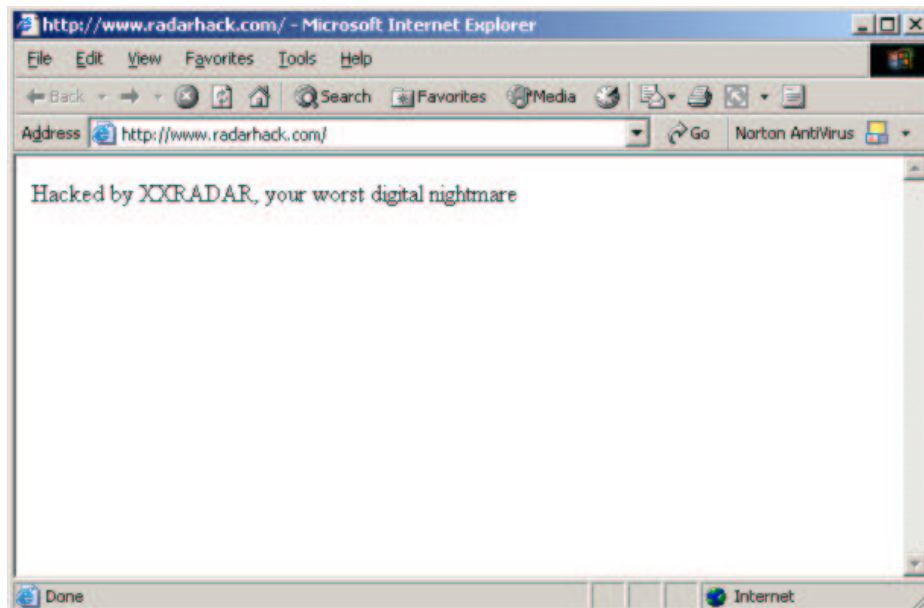 http://www.radarhack.com/ - Microsoft Internet Explorer
File Edit View Favorites Tools Help
Back Search Favorites Media
Address http://www.radarhack.com/ Go Norton AntiVirus
Hacked by XXRADAR, your worst digital nightmare
Done Internet